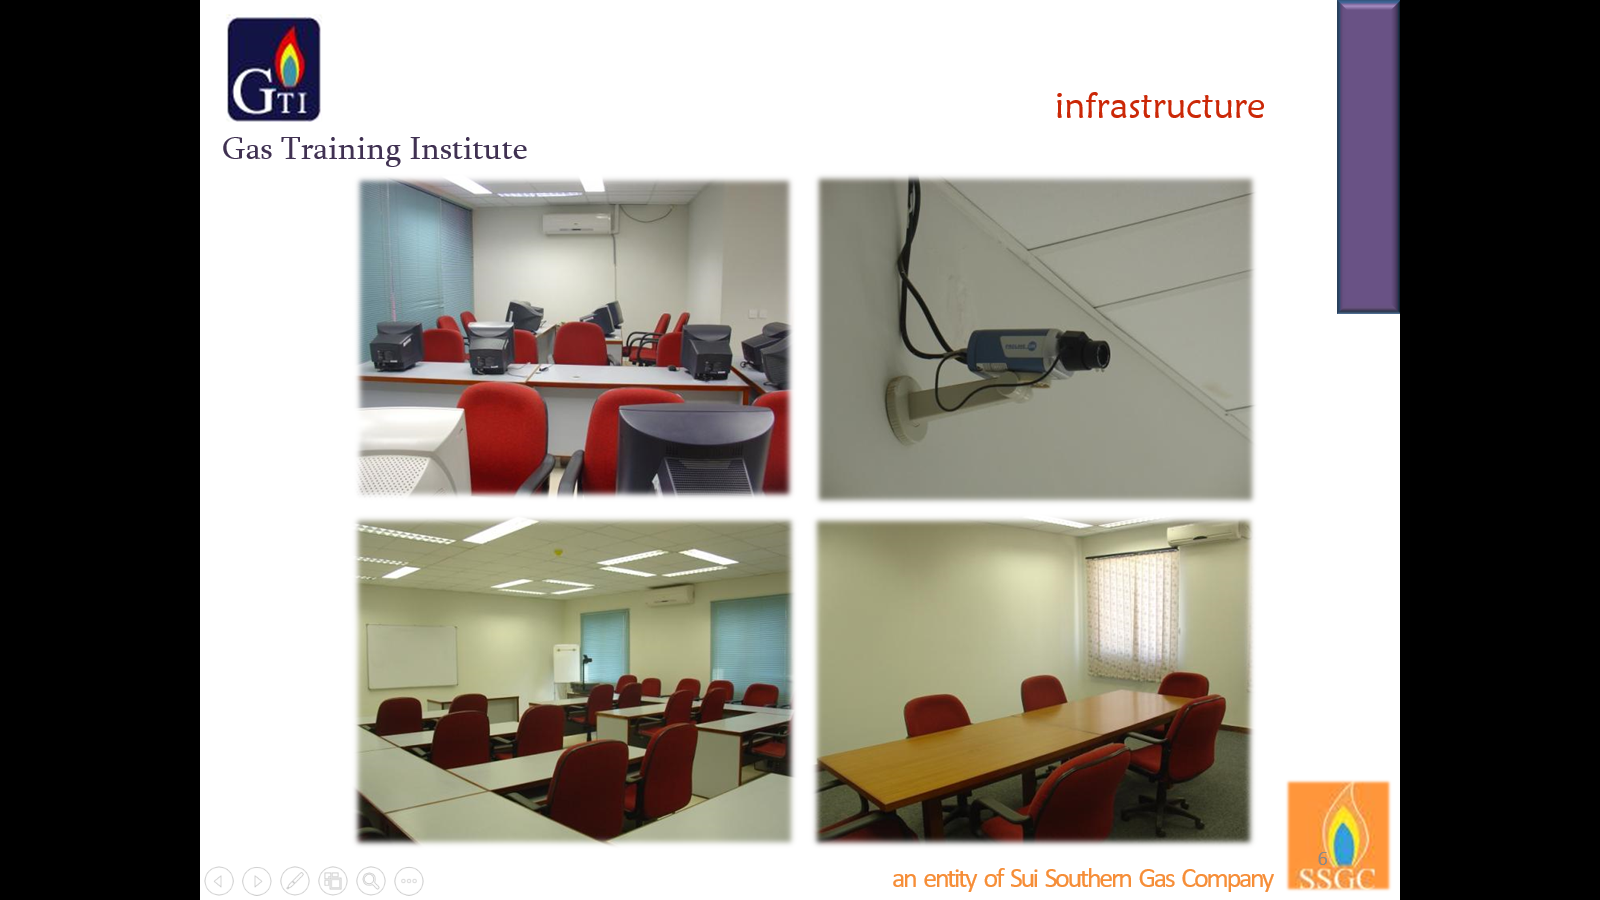 GTI
infrastructure
Gas Training Institute
6
SSGC
an entity of Sui Southern Gas Company